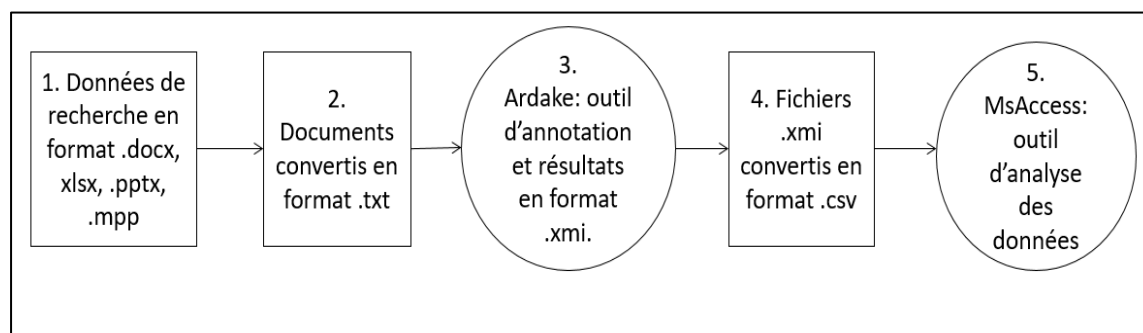 1. Données de
recherche en
format .docx,
xlsx, .pptx,
.mpp
2.
Documents
convertis en
format .txt
3.
Ardake: outil
d’annotation
et résultats
en format
.xmi.
4. Fichiers
.xmi
convertis en
format .csv
5.
MsAccess:
outil
d’analyse
des
données